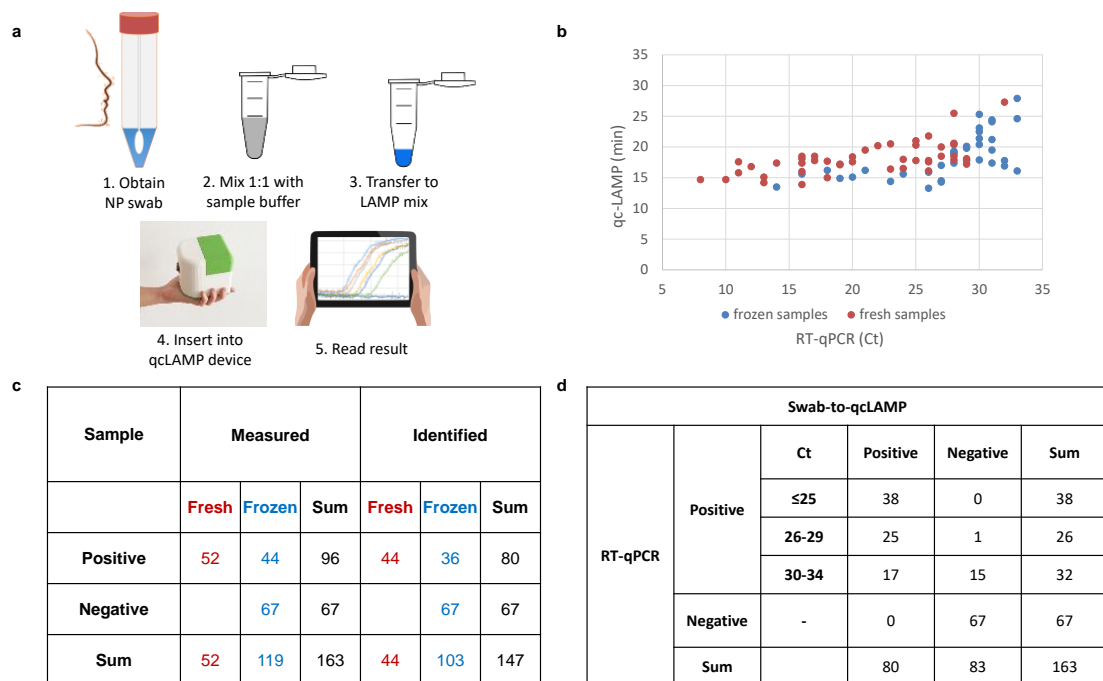 a
1. Obtain
NP swab
2. Mix 1:1 with
sample buffer
3. Transfer to
LAMP mix
4. Insert into
qcLAMP device
5. Read result
b
qc-LAMP (min)
35
30
25
20
15
10
5
0
5 10 15 20 25 30 35
frozen samples fresh samples
RT-qPCR (Ct)
c
Sample Measured Identified
Fresh Frozen Sum Fresh Frozen Sum
Positive 52 44 96 44 36 80
Negative 67 67 67 67
Sum 52 119 163 44 103 147
d
Swab-to-qcLAMP
RT-qPCR Positive Ct Positive Negative Sum
≤25 38 0 38
26-29 25 1 26
30-34 17 15 32
Negative - 0 67 67
Sum 80 83 163